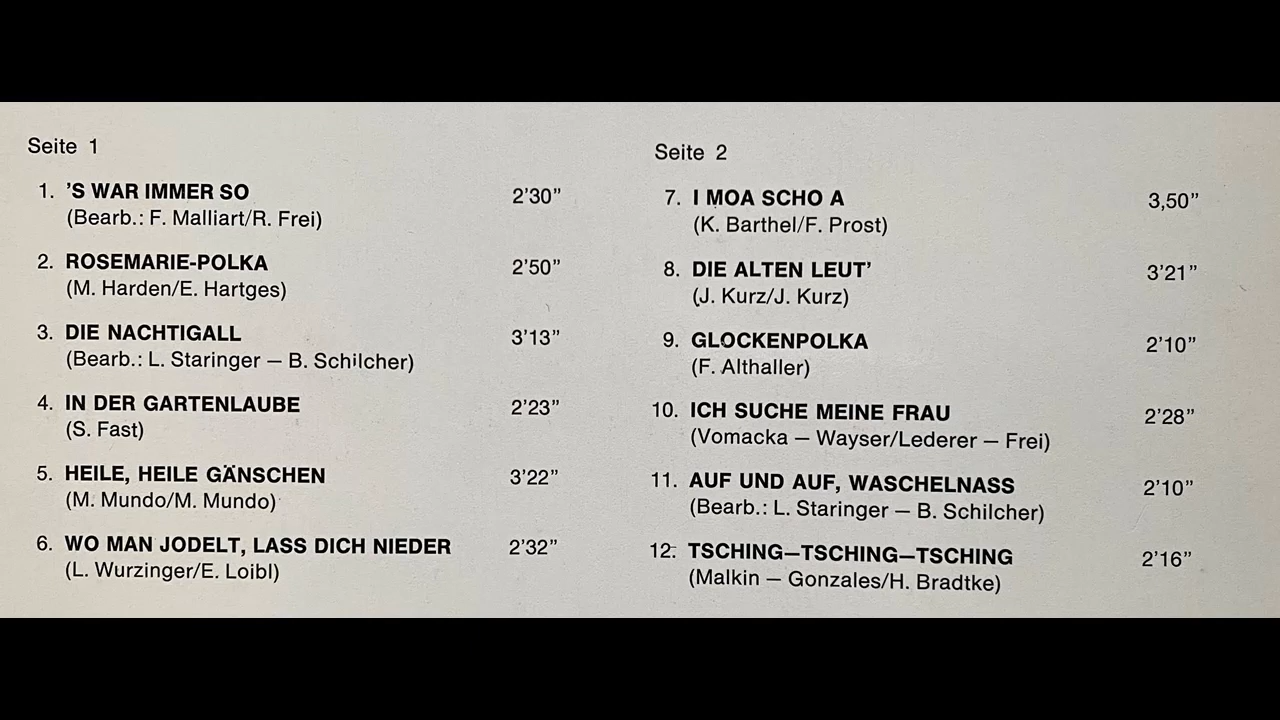 Seite 1
1. ’S WAR IMMER SO 2’30”
(Bearb.: F. Malliart/R. Frei)
2. ROSEMARIE-POLKA 2’50”
(M. Harden/E. Hartges)
3. DIE NACHTIGALL 3’13”
(Bearb.: L. Staringer — B. Schilcher)
4. IN DER GARTENLAUBE 2’23”
(S. Fast)
5. HEILE, HEILE GÄNSCHEN 3’22”
(M. Mundo/M. Mundo)
6. WO MAN JODELT, LASS DICH NIEDER 2’32”
(L. Wurzinger/E. Loibl)
Seite 2
7. I MOA SCHO A 3,50”
(K. Barthel/F. Prost)
8. DIE ALTEN LEUT’ 3’21”
(J. Kurz/J. Kurz)
9. GLOCKENPOLKA 2’10”
(F. Althaller)
10. ICH SUCHE MEINE FRAU 2’28”
(Vomacka — Wayser/Lederer — Frei)
11. AUF UND AUF, WASCHELNASS 2’10”
(Bearb.: L. Staringer — B. Schilcher)
12. TSCHING—TSCHING—TSCHING 2’16”
(Malkin — Gonzales/H. Bradtke)